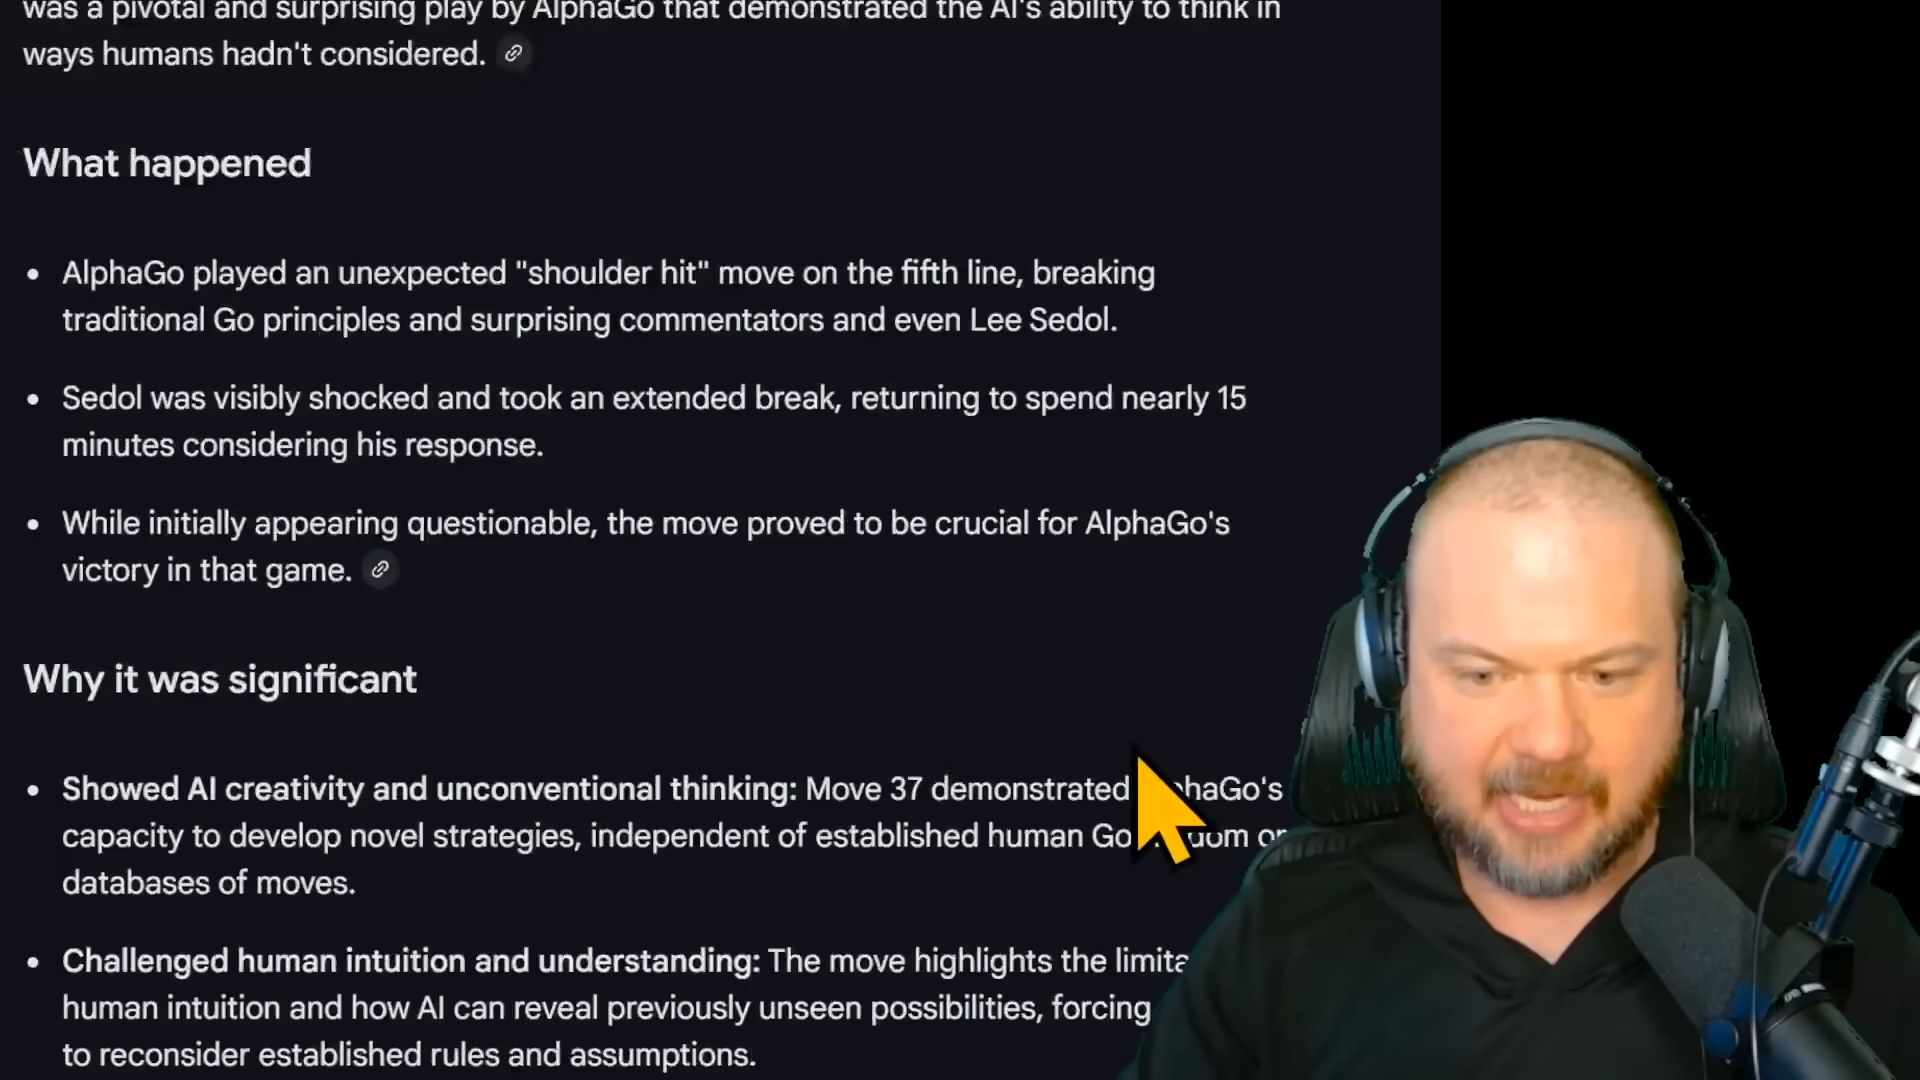 was a pivotal and surprising play by AlphaGo that demonstrated the AI's ability to think in
ways humans hadn't considered.
What happened
• AlphaGo played an unexpected "shoulder hit" move on the fifth line, breaking
traditional Go principles and surprising commentators and even Lee Sedol.
• Sedol was visibly shocked and took an extended break, returning to spend nearly 15
minutes considering his response.
• While initially appearing questionable, the move proved to be crucial for AlphaGo's
victory in that game.
Why it was significant
• Showed AI creativity and unconventional thinking: Move 37 demonstrated
capacity to develop novel strategies, independent of established human Go
databases of moves.
• Challenged human intuition and understanding: The move highlights the
human intuition and how AI can reveal previously unseen possibilities, forcing
to reconsider established rules and assumptions.